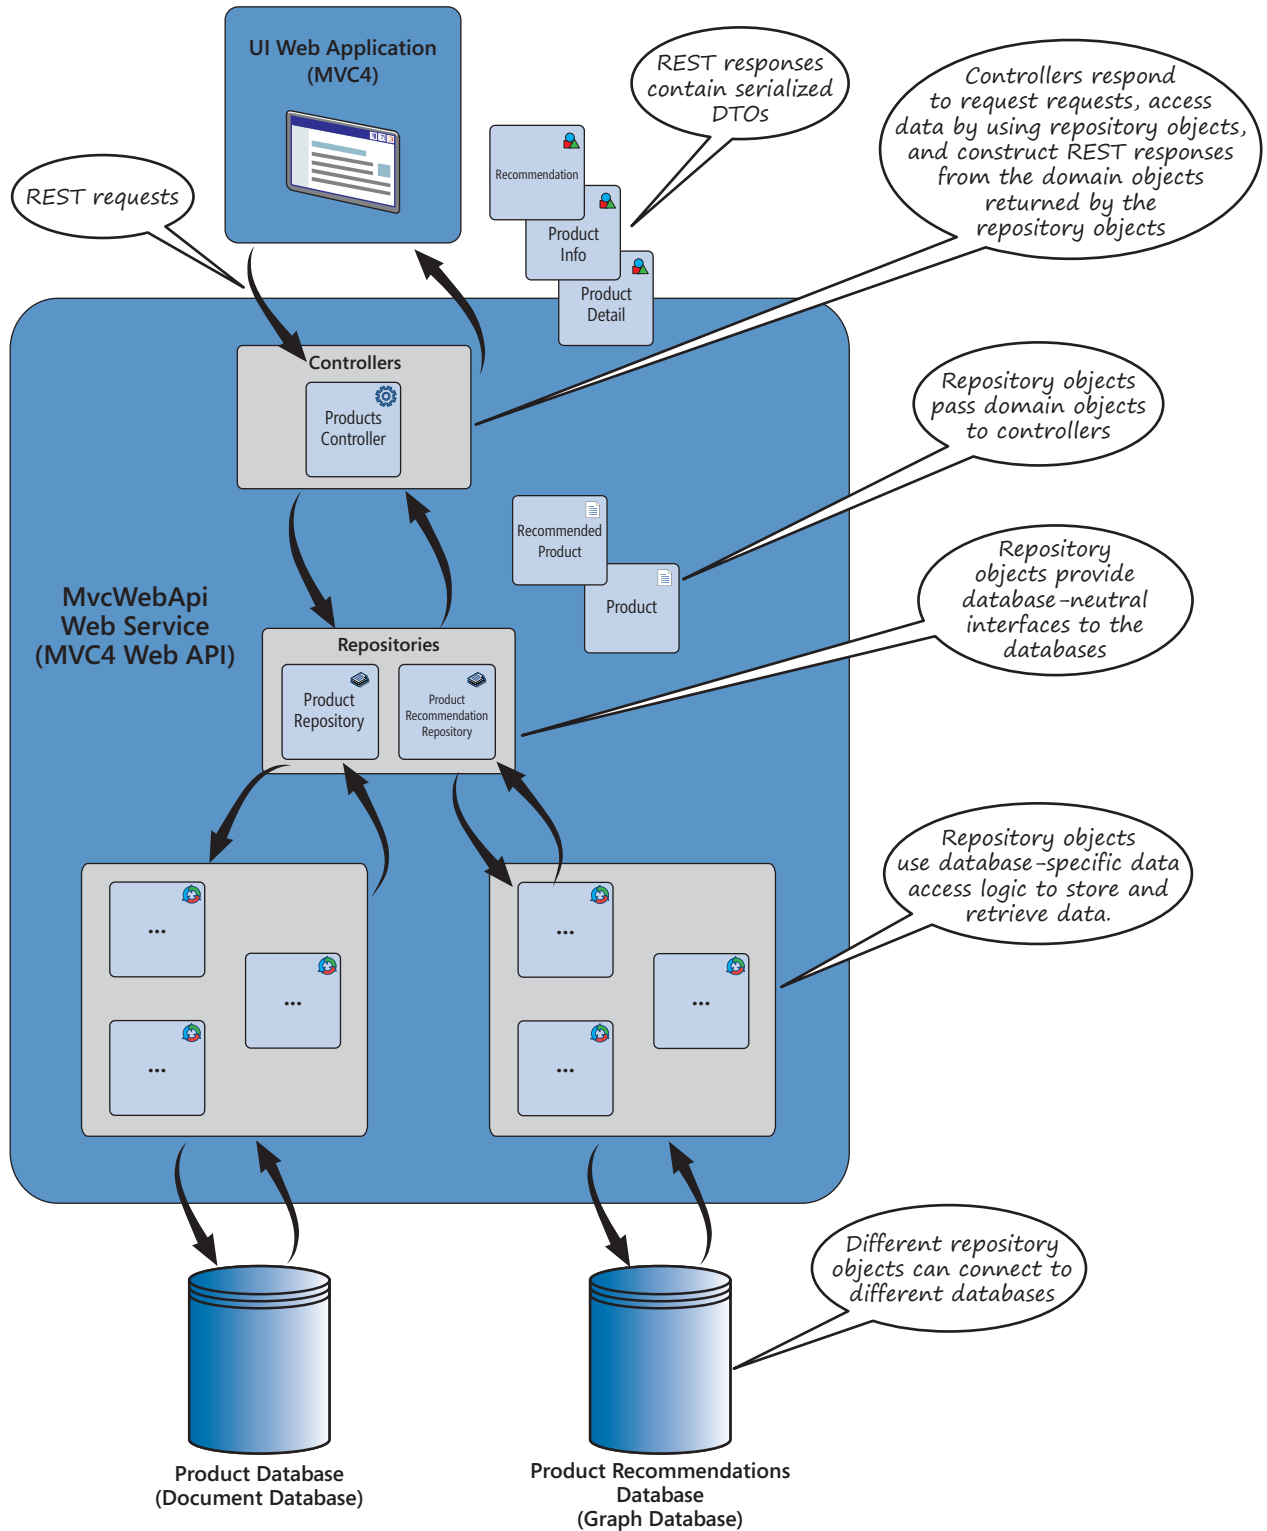 UI Web Application
(MVC4)
REST requests
REST responses
contain serialized
DTOs
Controllers respond
to request requests, access
data by using repository objects,
and construct REST responses
from the domain objects
returned by the
repository objects
Recommendation
Product
Info
Product
Detail
Controllers
Products
Controller
Repository objects
pass domain objects
to controllers
Recommended
Product
Product
Repository
objects provide
database-neutral
interfaces to the
databases
MvcWebApi
Web Service
(MVC4 Web API)
Repositories
Product
Repository
Product
Recommendation
Repository
Repository objects
use database-specific data
access logic to store and
retrieve data.
...
...
...
...
...
...
Different repository
objects can connect to
different databases
Product Database
(Document Database)
Product Recommendations
Database
(Graph Database)